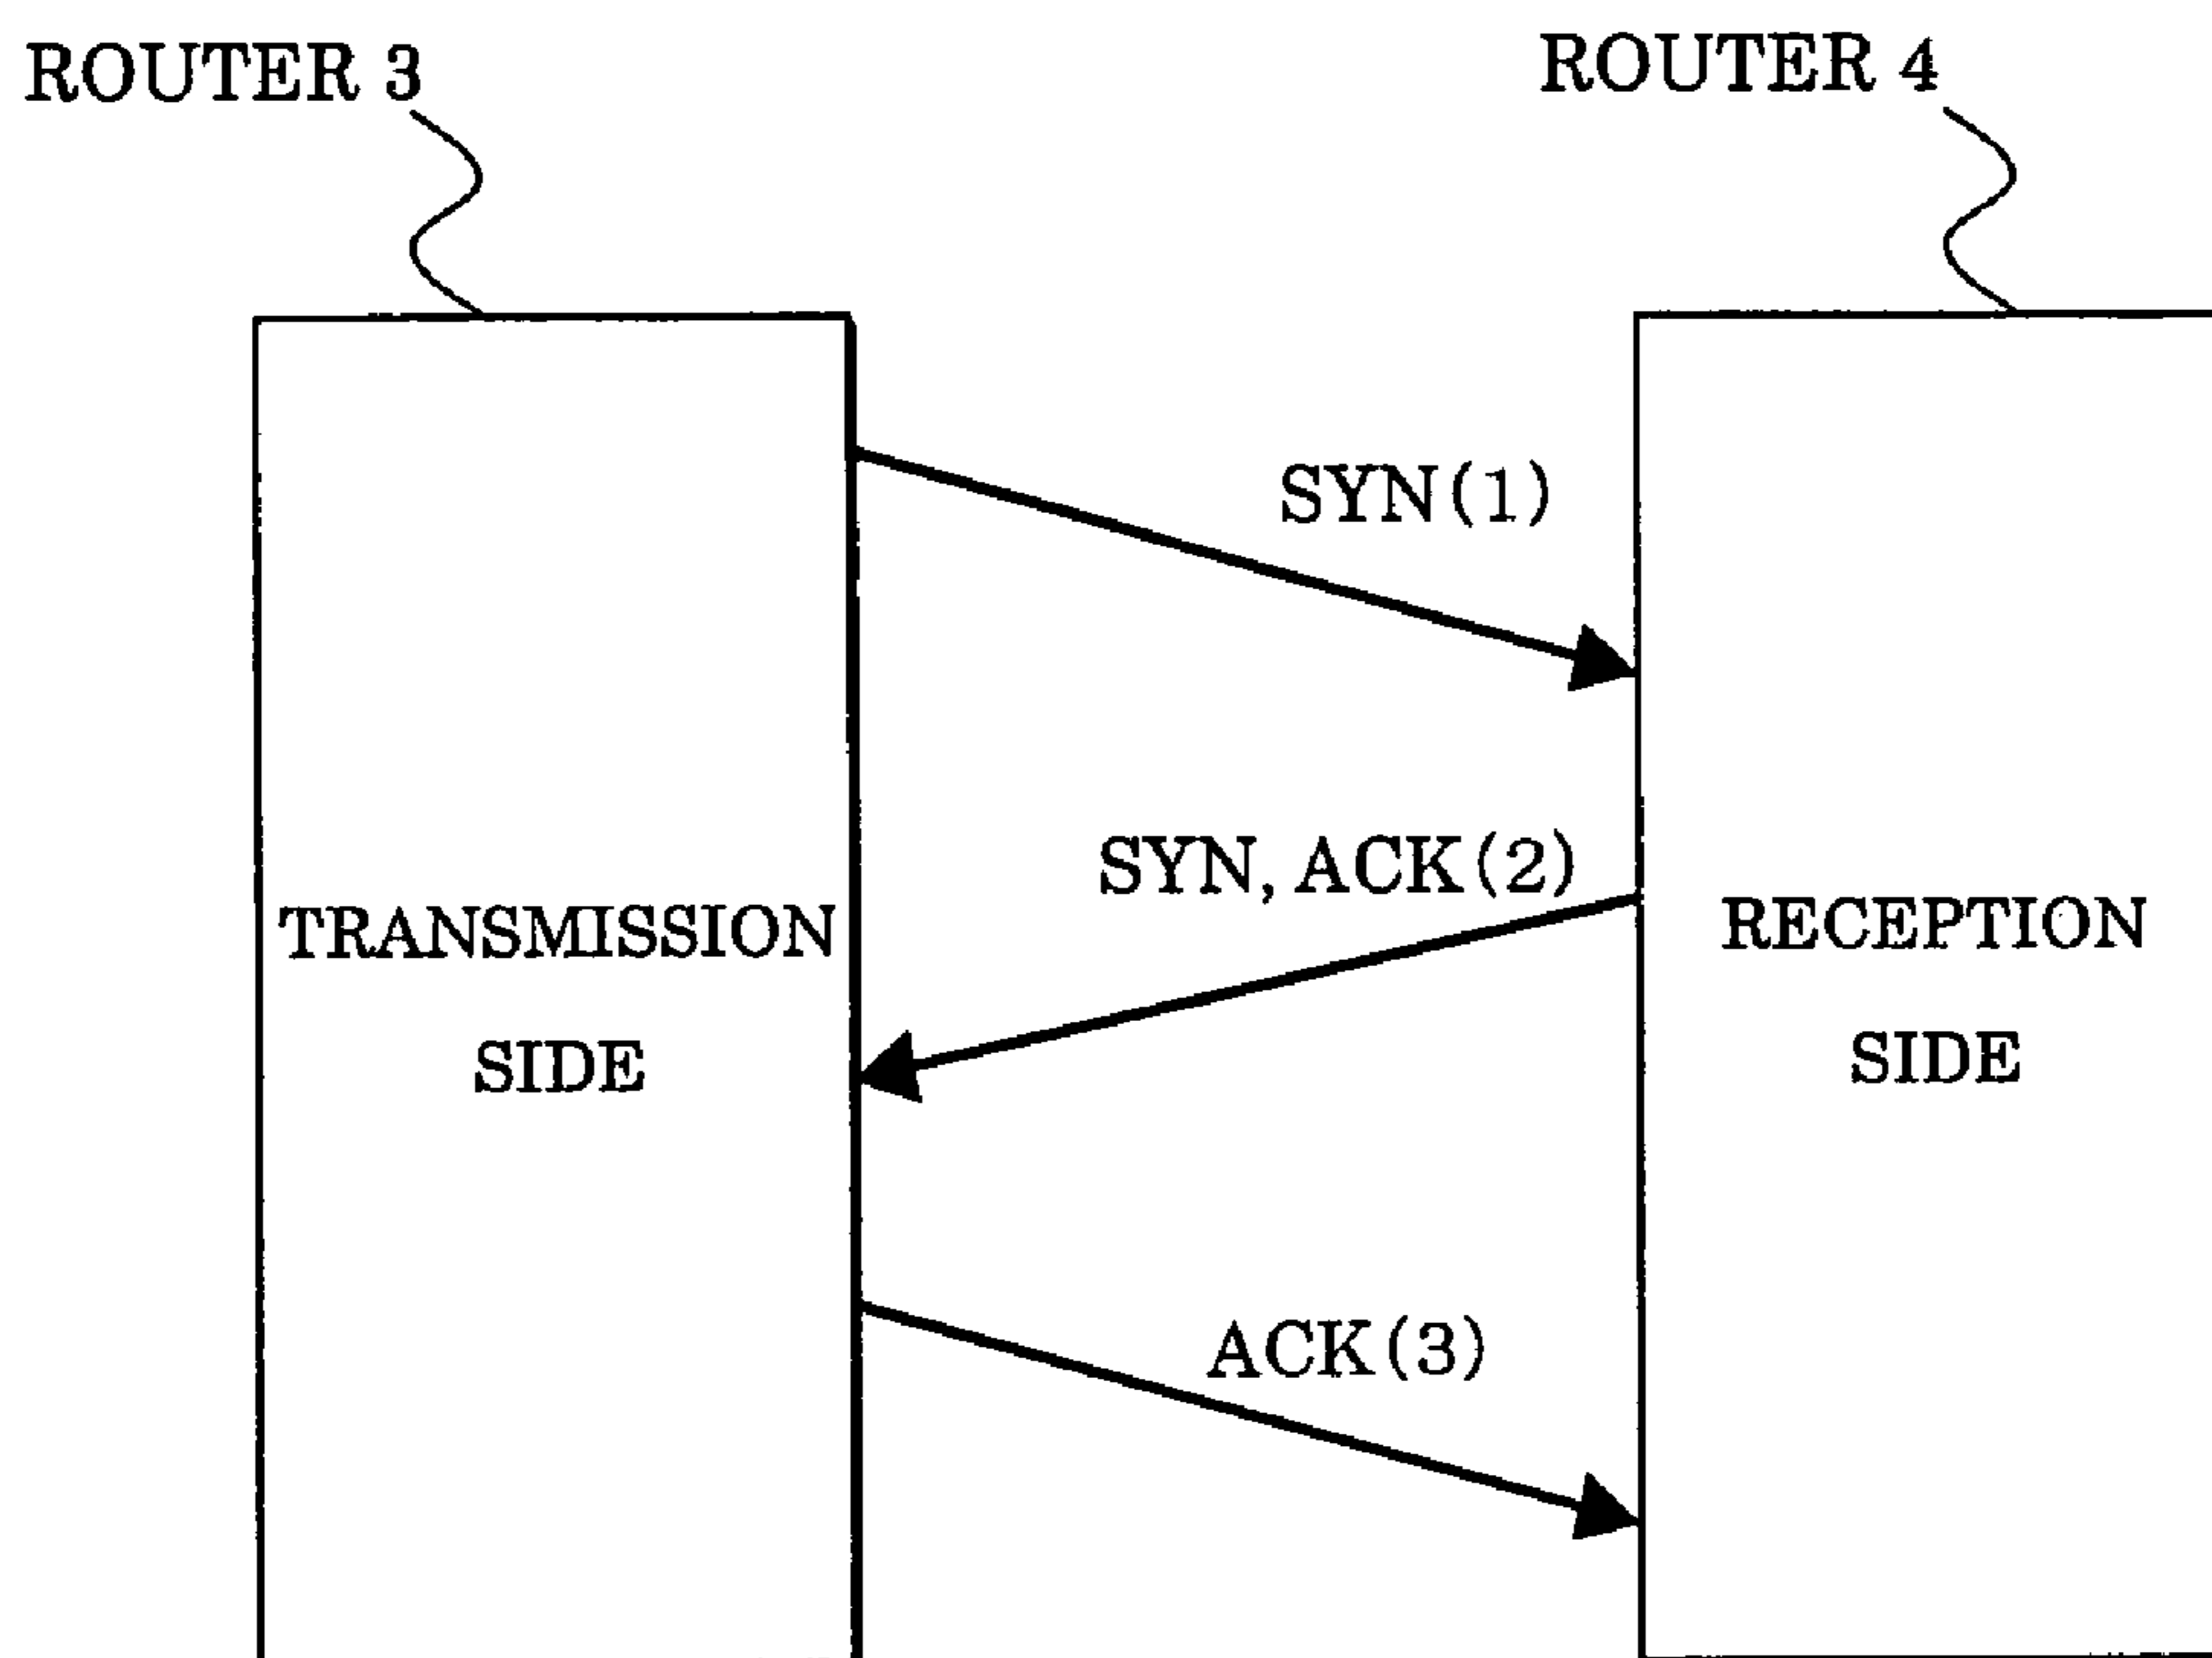 ROUTER 3
ROUTER 4
SYN(1)
SYN, ACK(2)
TRANSMISSION
SIDE
RECEPTION
SIDE
ACK(3)